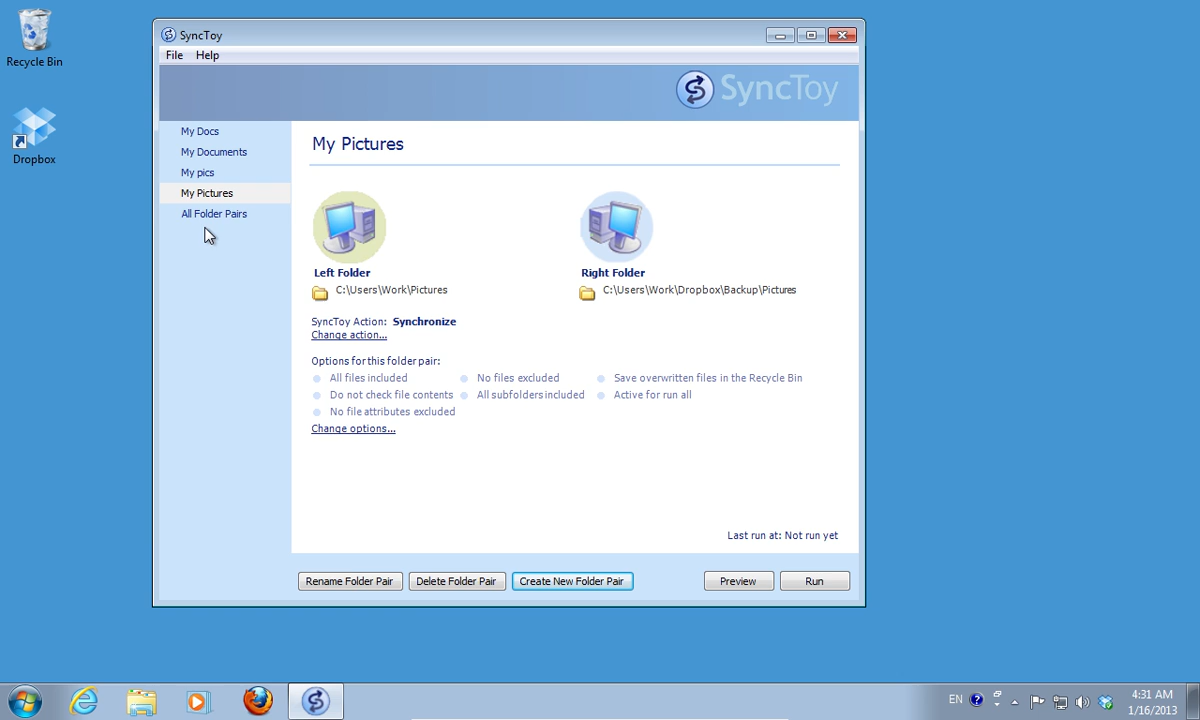 Recycle Bin
Dropbox
SyncToy
File Help
SyncToy
My Docs
My Documents
My pics
My Pictures
All Folder Pairs
My Pictures
Left Folder
C:\Users\Work\Pictures
Right Folder
C:\Users\Work\Dropbox\Backup\Pictures
SyncToy Action: Synchronize
Change action...
Options for this folder pair:
All files included No files excluded Save overwritten files in the Recycle Bin
Do not check file contents All subfolders included Active for run all
No file attributes excluded
Change options...
Last run at: Not run yet
Rename Folder Pair Delete Folder Pair Create New Folder Pair Preview Run
EN
4:31 AM
1/16/2013